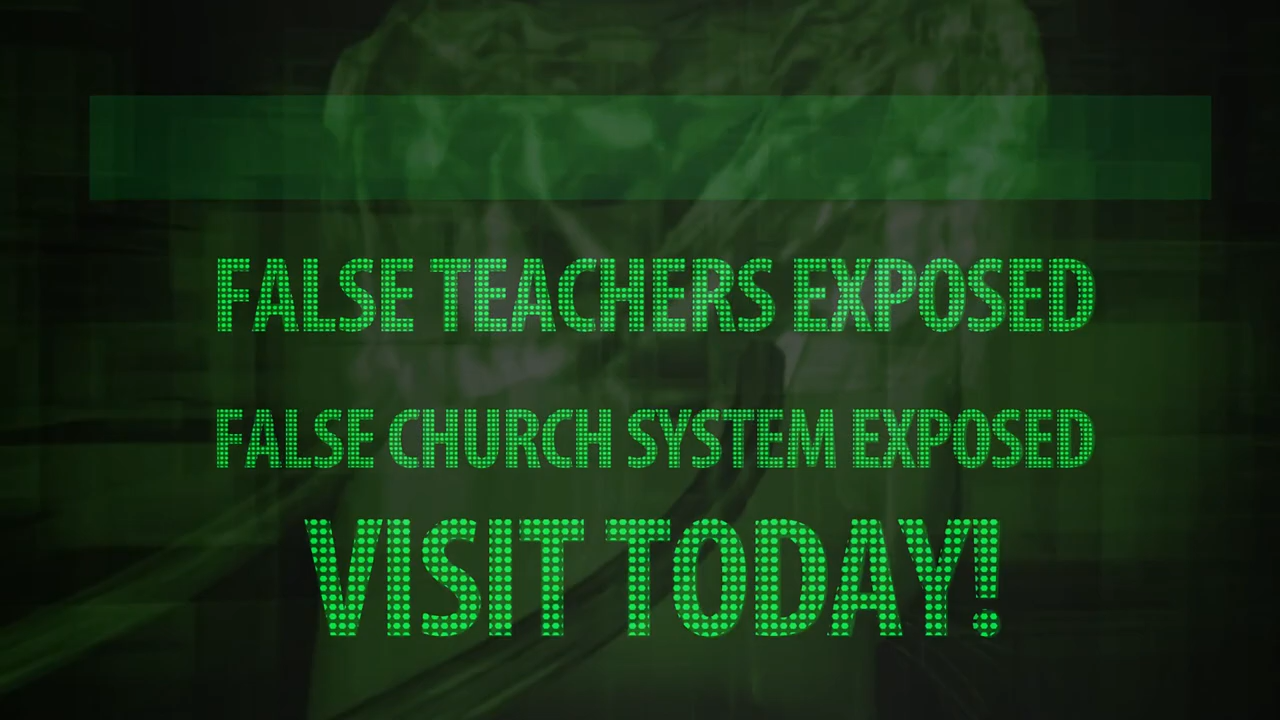 FALSE TEACHERS EXPOSED
FALSE CHURCH SYSTEM EXPOSED
VISIT TODAY!